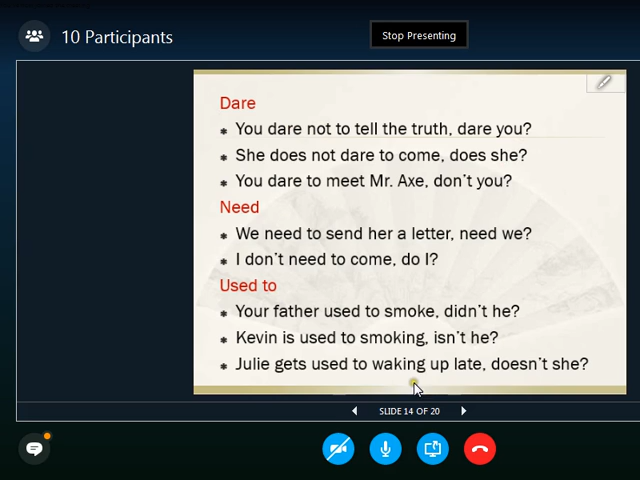 10 Participants
Stop Presenting
Dare
You dare not to tell the truth, dare you?
She does not dare to come, does she?
You dare to meet Mr. Axe, don't you?
Need
We need to send her a letter, need we?
I don't need to come, do I?
Used to
Your father used to smoke, didn't he?
Kevin is used to smoking, isn't he?
Julie gets used to waking up late, doesn't she?
SLIDE 14 OF 20